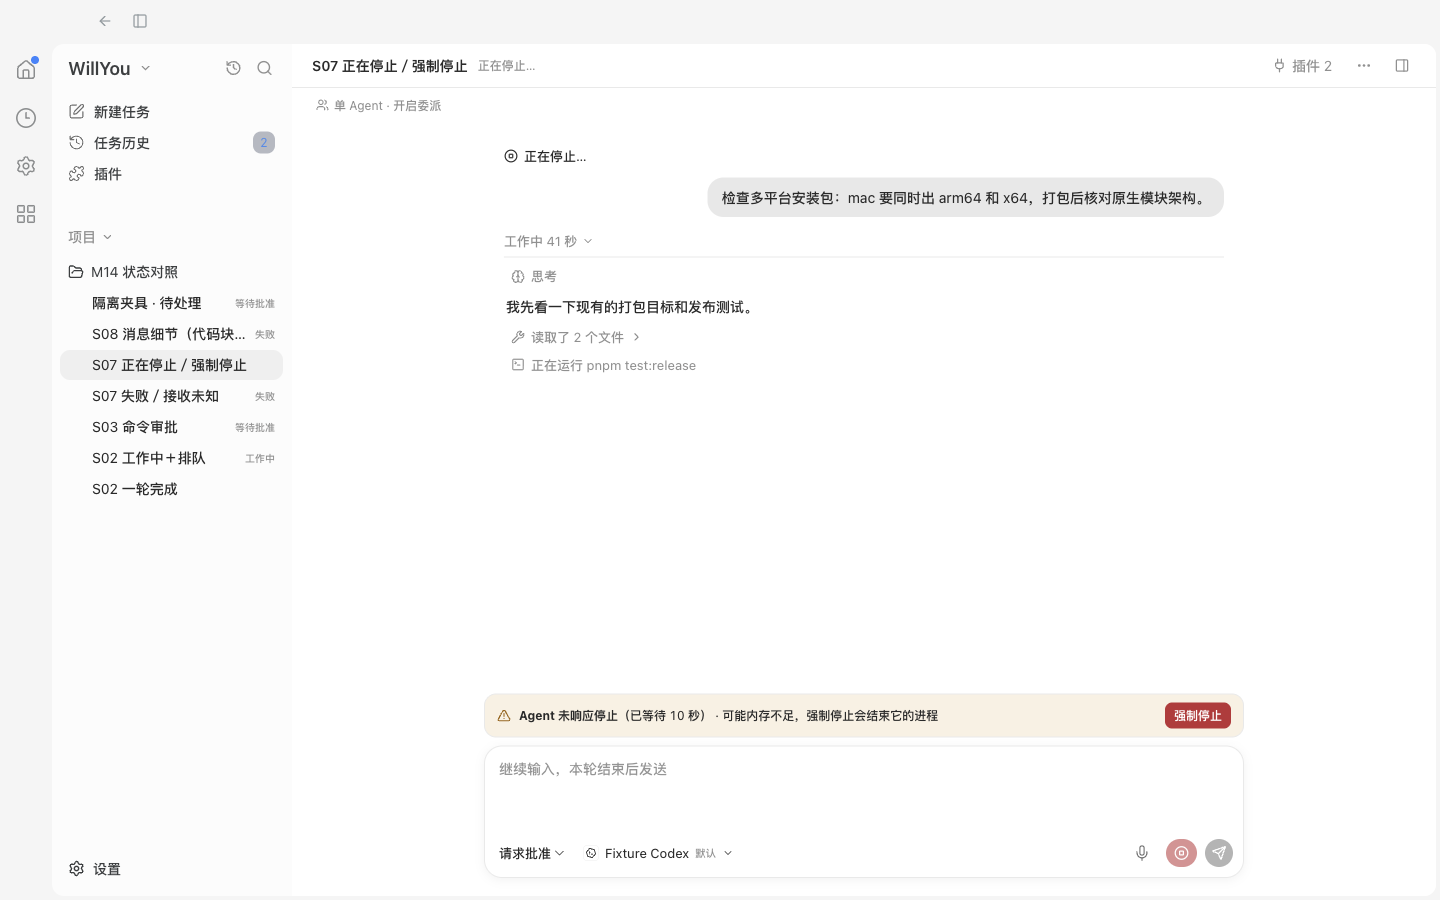 WillYou
新建任务
任务历史 2
插件
项目
M14 状态对照
隔离夹具 · 待处理 等待批准
S08 消息细节（代码块... 失败
S07 正在停止 / 强制停止
S07 失败 / 接收未知 失败
S03 命令审批 等待批准
S02 工作中＋排队 工作中
S02 一轮完成
设置
S07 正在停止 / 强制停止 正在停止...
插件 2
单 Agent · 开启委派
正在停止...
检查多平台安装包：mac 要同时出 arm64 和 x64，打包后核对原生模块架构。
工作中 41 秒
思考
我先看一下现有的打包目标和发布测试。
读取了 2 个文件
正在运行 pnpm test:release
Agent 未响应停止（已等待 10 秒） · 可能内存不足，强制停止会结束它的进程 强制停止
继续输入，本轮结束后发送
请求批准 Fixture Codex 默认